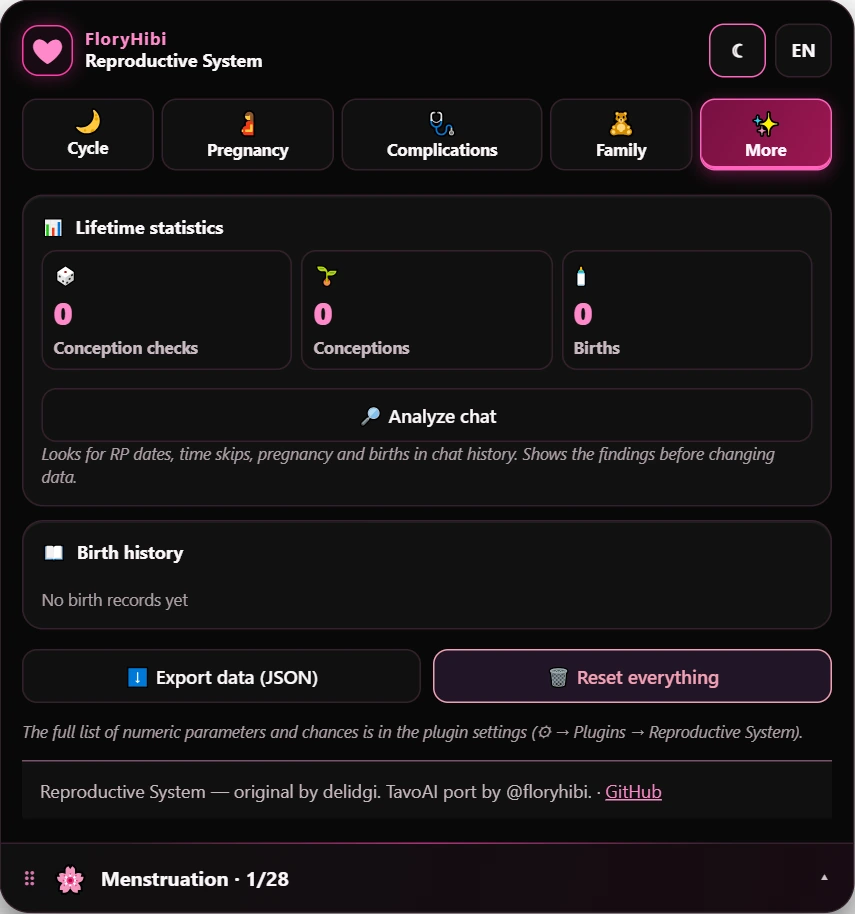 FloryHibi
Reproductive System
☾
EN
Cycle
Pregnancy
Complications
Family
More
Lifetime statistics
0
Conception checks
0
Conceptions
0
Births
Analyze chat
Looks for RP dates, time skips, pregnancy and births in chat history. Shows the findings before changing
data.
Birth history
No birth records yet
Export data (JSON)
Reset everything
The full list of numeric parameters and chances is in the plugin settings (⚙ → Plugins → Reproductive System).
Reproductive System — original by delidgi. TavoAI port by @floryhibi. · GitHub
Menstruation · 1/28